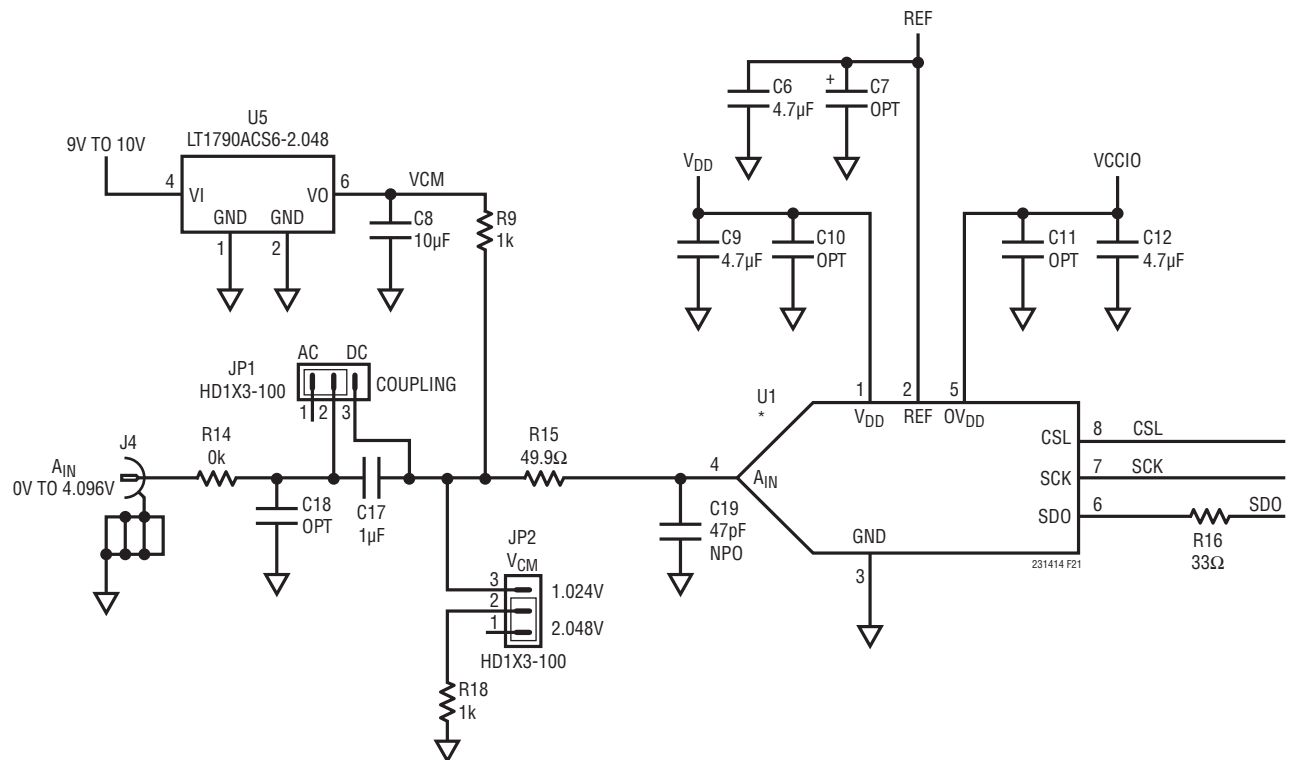 REF
C6
4.7µF
+
C7
OPT
U5
LT1790ACS6-2.048
9V TO 10V
4
VI
VO
6
GND
GND
1
2
VCM
C8
10µF
R9
1k
VDD
C9
4.7µF
C10
OPT
VCCIO
C11
OPT
C12
4.7µF
AC
DC
JP1
HD1X3-100
COUPLING
1
2
3
U1
*
1
2
5
VDD
REF
OVDD
J4
AIN
0V TO 4.096V
R14
0k
C18
OPT
C17
1µF
R15
49.9Ω
4
AIN
C19
47pF
NPO
CSL
8
CSL
SCK
7
SCK
SDO
6
SDO
R16
33Ω
GND
3
231414 F21
JP2
VCM
3
1.024V
2
1
2.048V
HD1X3-100
R18
1k